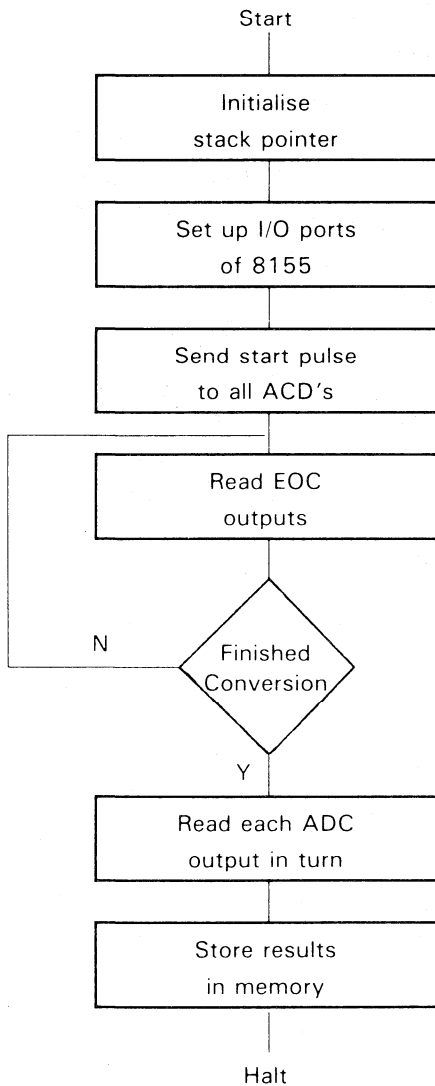 Start
Initialise
stack pointer
Set up I/O ports
of 8155
Send start pulse
to all ACD's
Read EOC
outputs
N
Finished
Conversion
Y
Read each ADC
output in turn
Store results
in memory
Halt